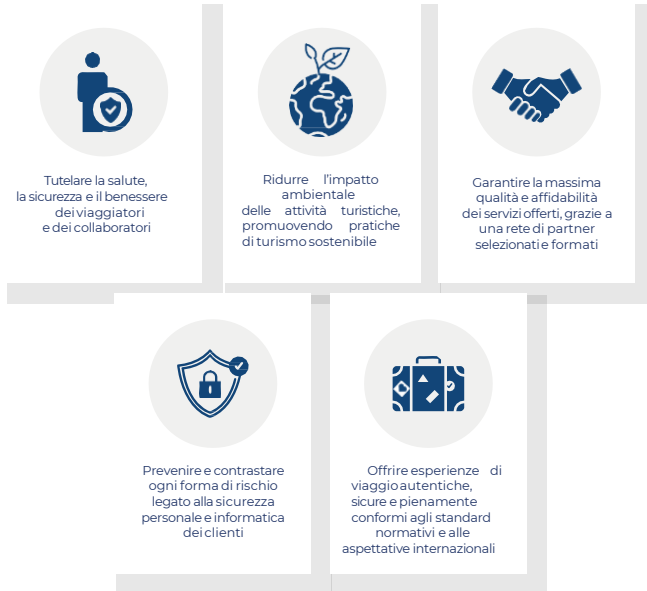 Tutelare la salute,
la sicurezza e il benessere
dei viaggiatori
e dei collaboratori
Ridurre l'impatto
ambientale
delle attività turistiche,
promuovendo pratiche
di turismo sostenibile
Garantire la massima
qualità e affidabilità
dei servizi offerti, grazie a
una rete di partner
selezionati e formati
Prevenire e contrastare
ogni forma di rischio
legato alla sicurezza
personale e informatica
dei clienti
Offrire esperienze di
viaggio autentiche,
sicure e pienamente
conformi agli standard
normativi e alle
aspettative internazionali